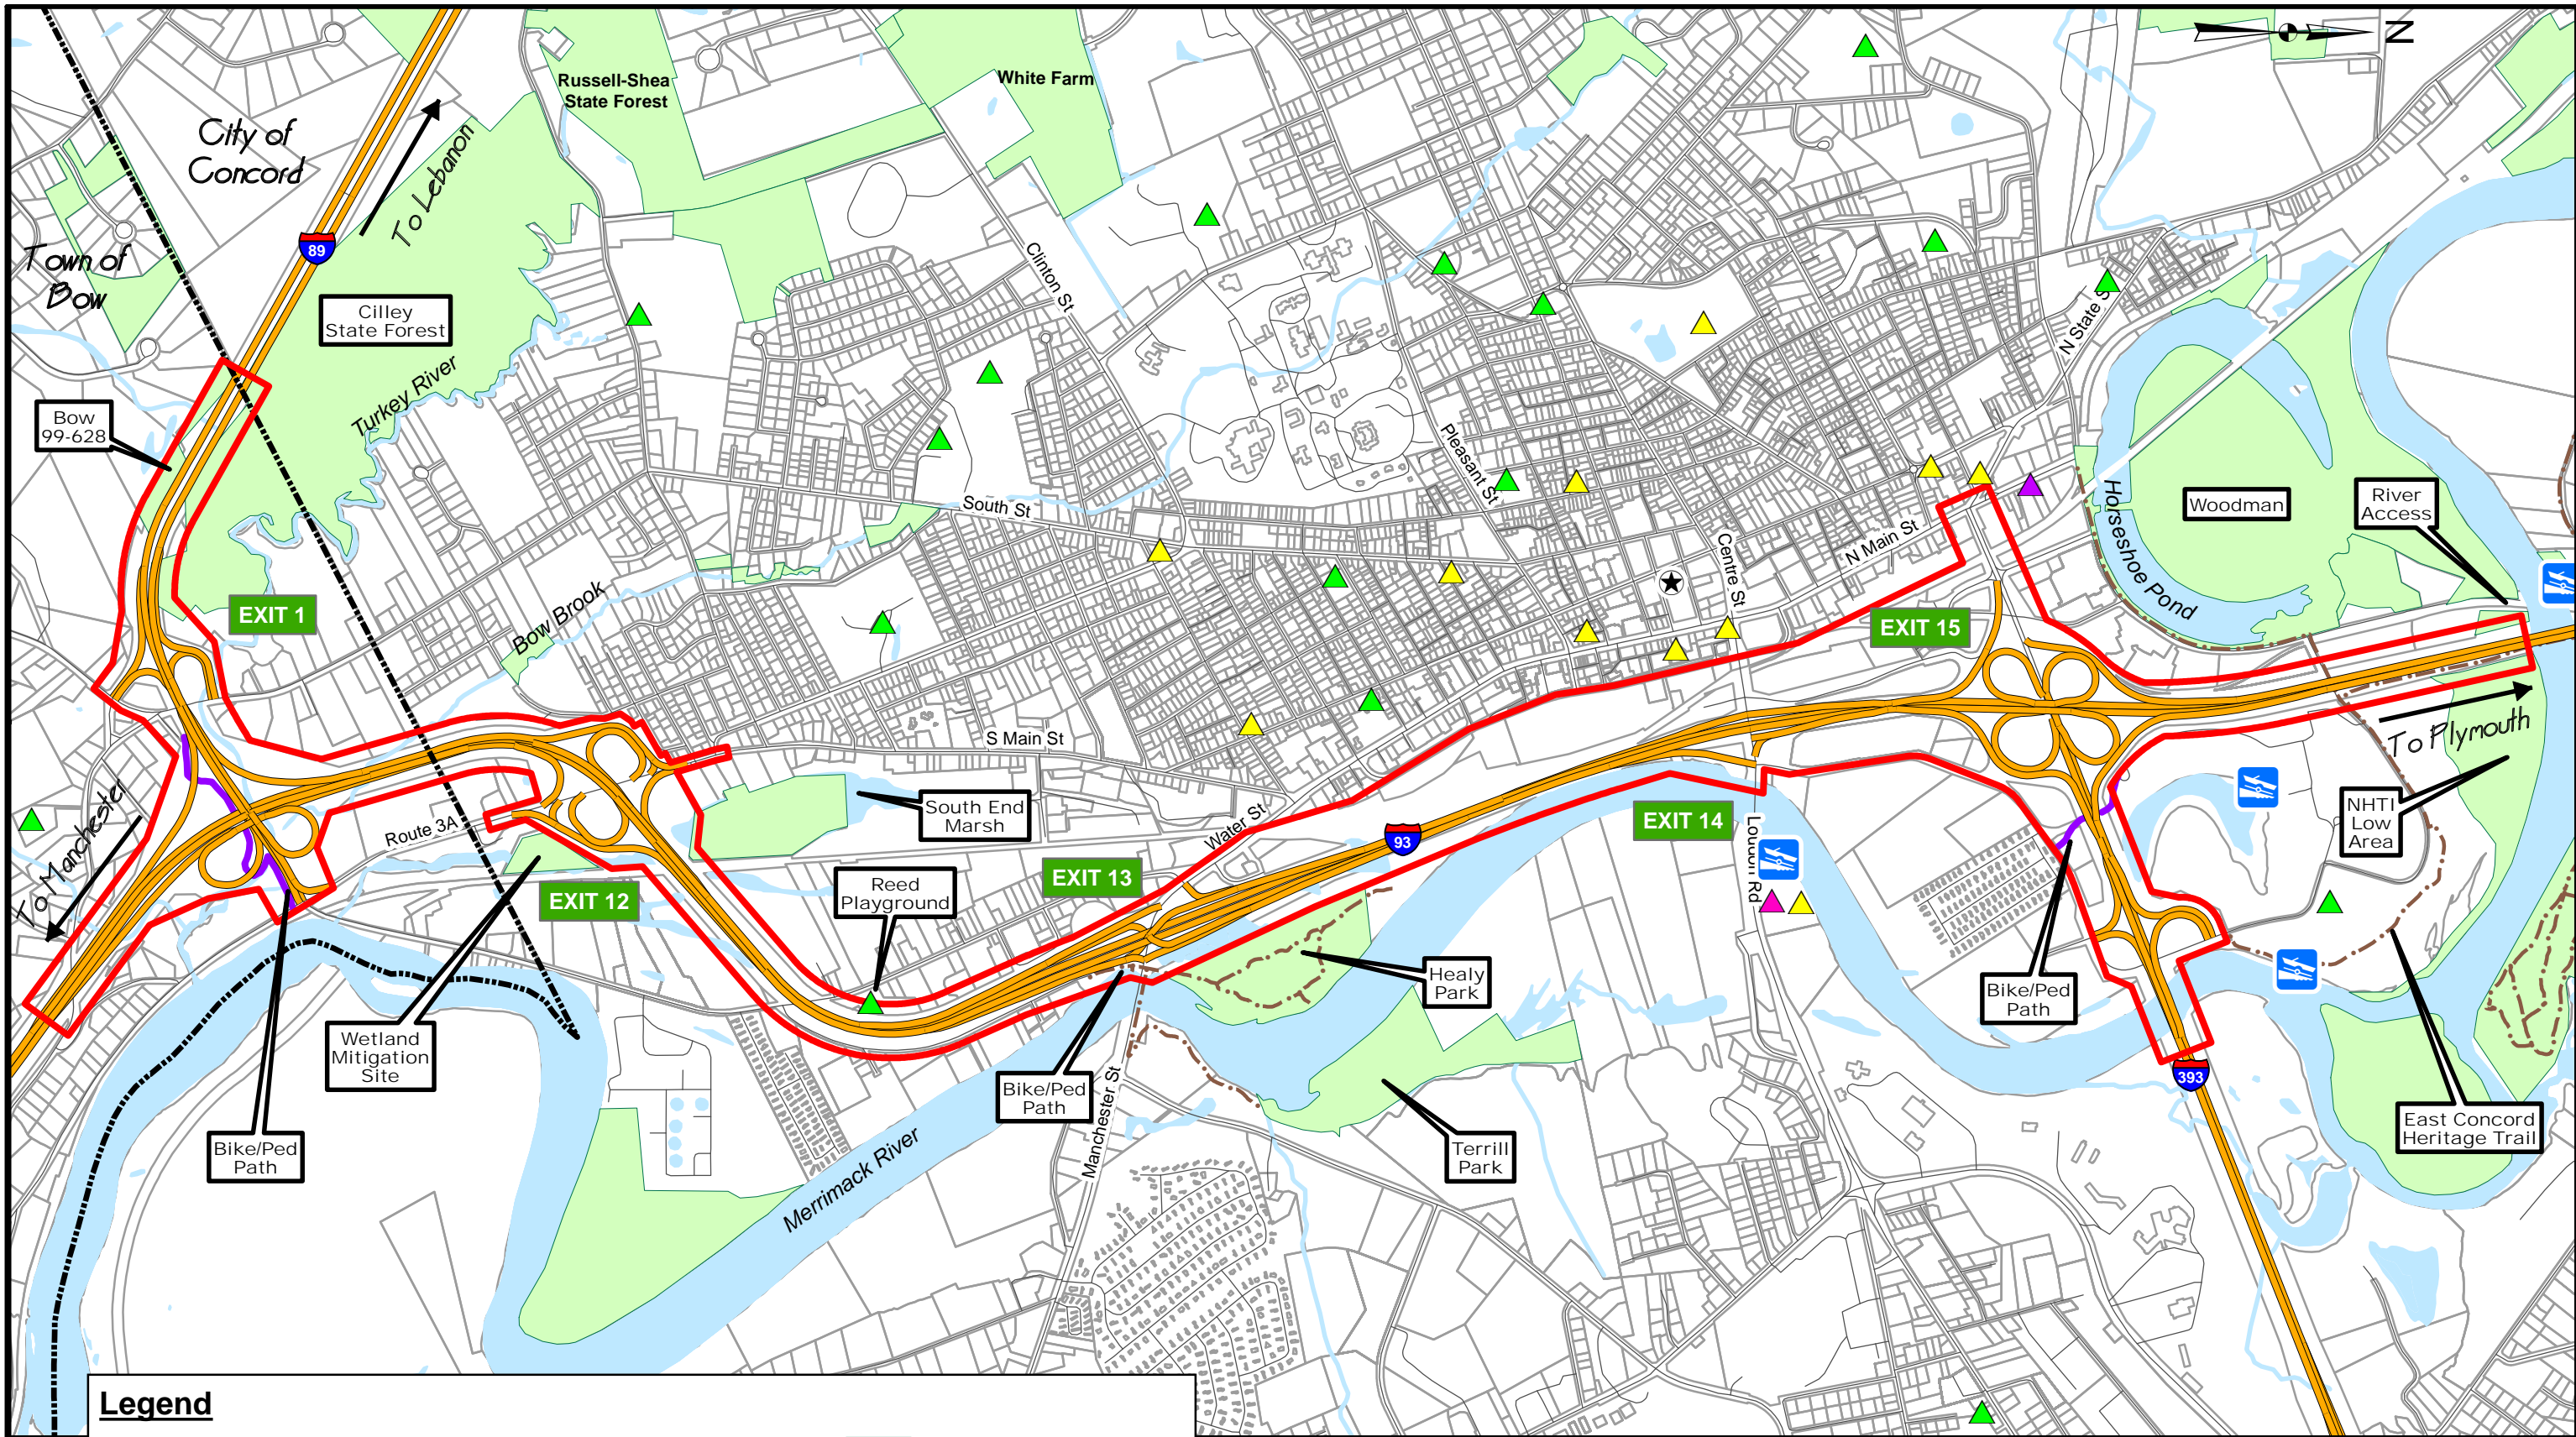 Russell-Shea
State Forest
White Farm
N
City of
Concord
To Lebanon
Town of
Bow
89
Cilley
State Forest
Turkey River
Clinton St
N State S
Bow
99-628
Pleasant St
South St
Centre St
N Main St
Horseshoe Pond
Woodman
River
Access
EXIT 1
Bow Brook
EXIT 15
S Main St
To Plymouth
To Manchester
Route 3A
South End
Marsh
Water St
93
EXIT 14
Loudon Rd
NHTI
Low
Area
EXIT 12
Reed
Playground
EXIT 13
Healy
Park
Bike/Ped
Path
Wetland
Mitigation
Site
Bike/Ped
Path
393
Manchester St
Merrimack River
Terrill
Park
East Concord
Heritage Trail
Bike/Ped
Path
Legend